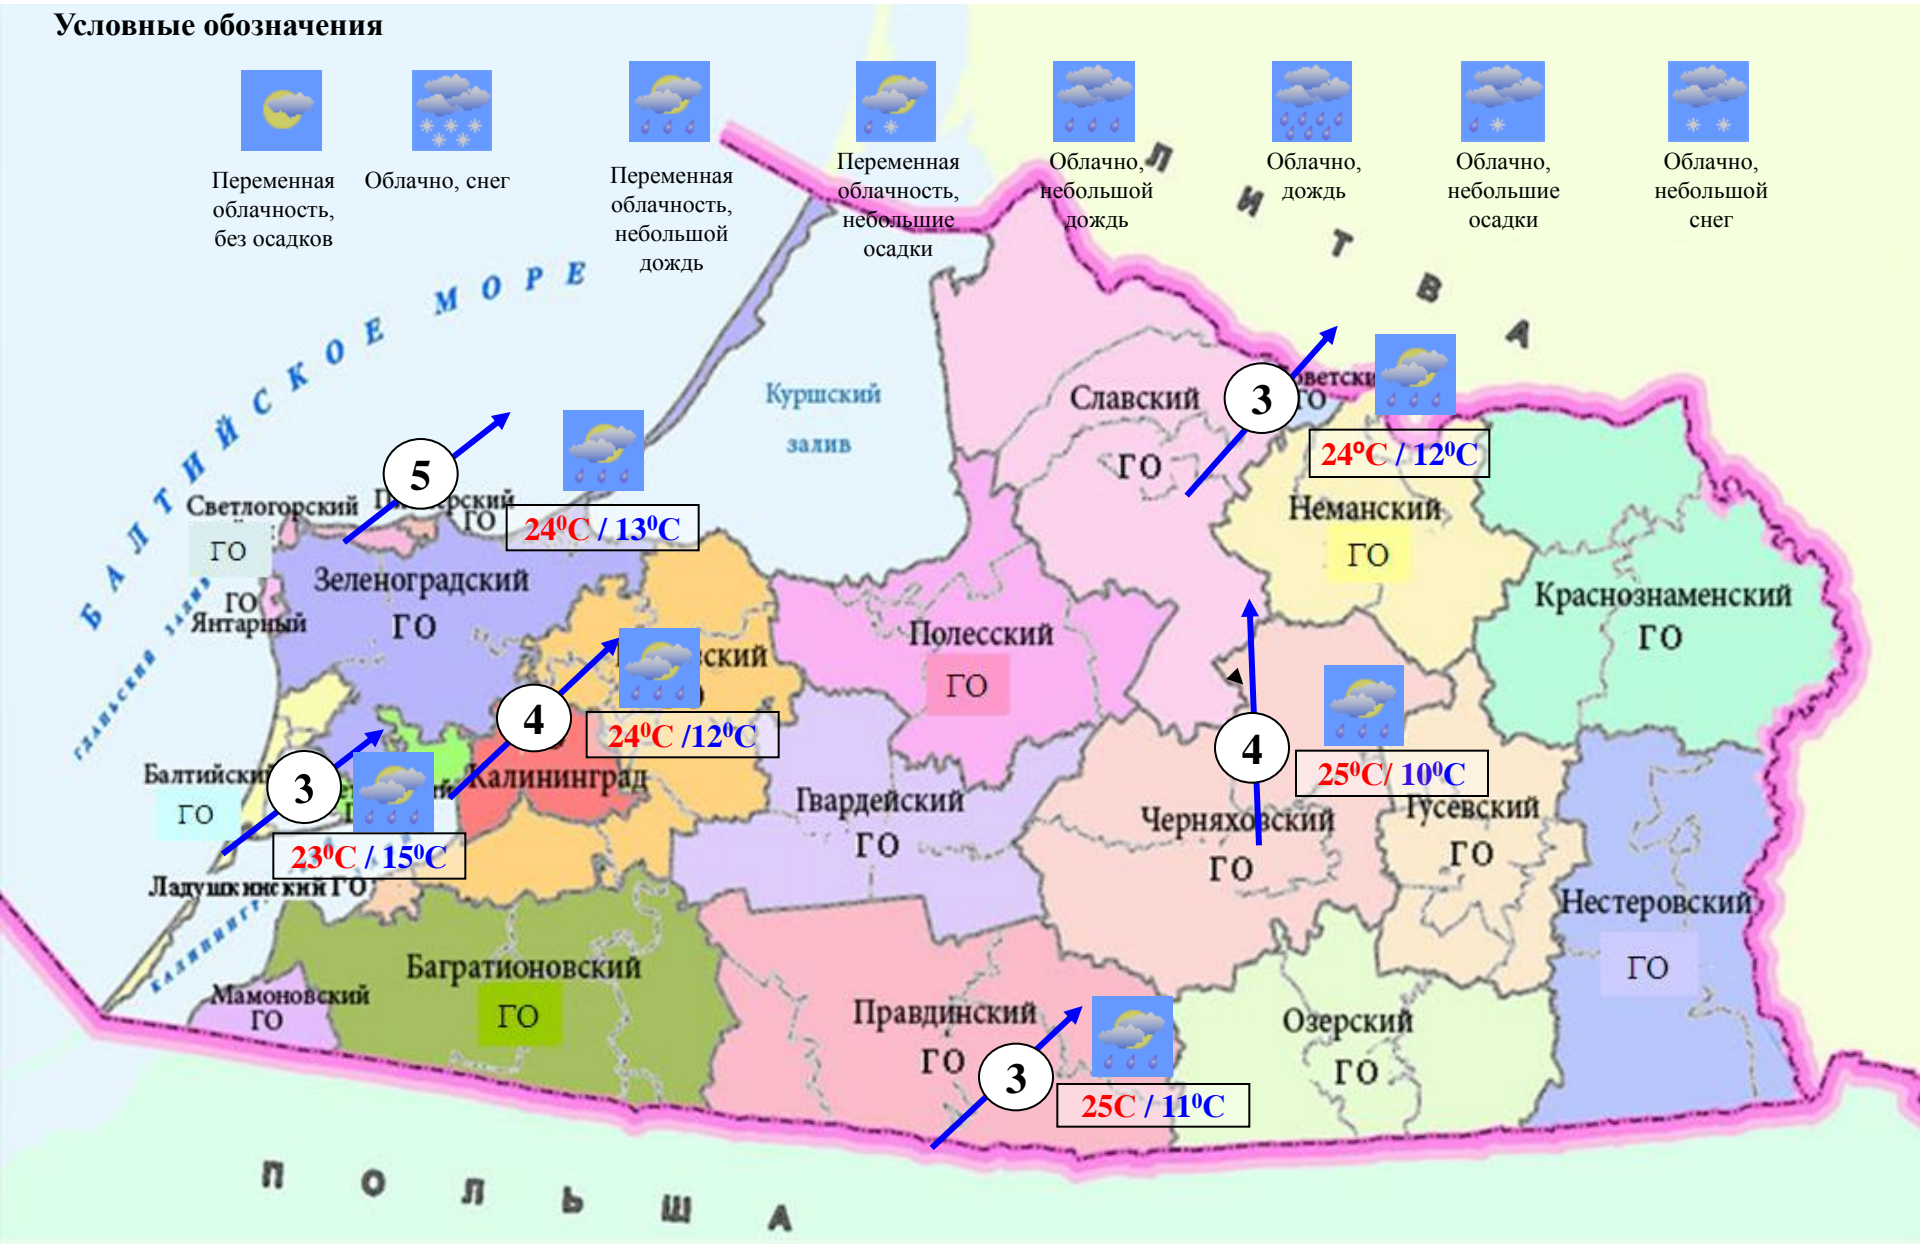 Условные обозначения
Переменная
облачность,
без осадков
Облачно, снег
Переменная
облачность,
небольшой
дождь
Переменная
облачность,
небольшие
осадки
Облачно,
небольшой
дождь
Облачно,
дождь
Облачно,
небольшие
осадки
Облачно,
небольшой
снег
ЛИТВА
БАЛТИЙСКОЕ МОРЕ
Куршский
залив
Славский
ГО
3
ГО
24⁰С / 12⁰С
5
Светлогорский
ГО
ГО
24⁰С / 13⁰С
Неманский
ГО
Зеленоградский
ГО
ГО
Янтарный
Краснознаменский
ГО
Полесский
ГО
4
24⁰С /12⁰С
4
25⁰С/ 10⁰С
Балтийский
ГО
3
Калининград
23⁰С / 15⁰С
Гвардейский
ГО
Черняховский
ГО
Гусевский
ГО
Ладушкинский ГО
Нестеровский
ГО
Багратионовский
ГО
Мамоновский
ГО
Правдинский
ГО
3
25С / 11⁰С
Озерский
ГО
ПОЛЬША